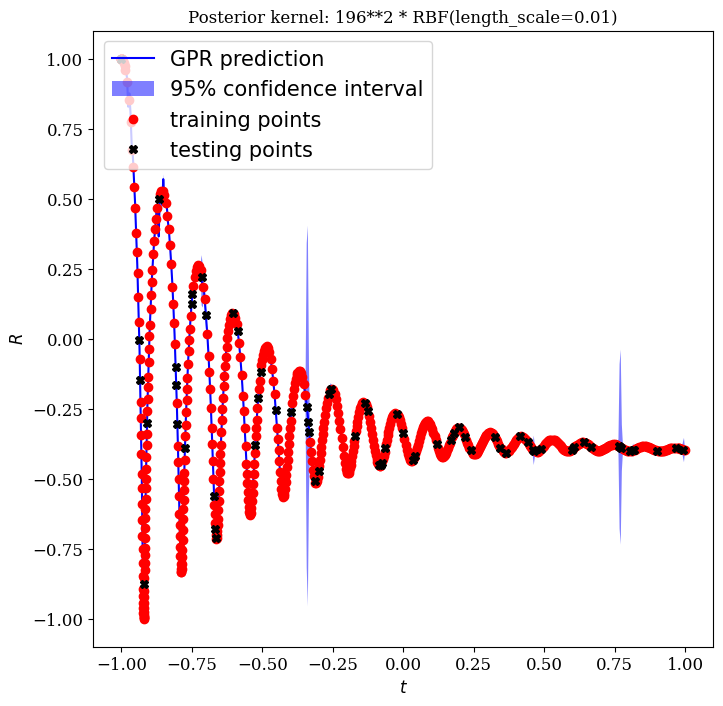 Posterior kernel: 196**2 * RBF(length_scale=0.01)
GPR prediction
95% confidence interval
training points
testing points
1.00
0.75
0.50
0.25
0.00
−0.25
−0.50
−0.75
−1.00
R
−1.00 −0.75 −0.50 −0.25 0.00 0.25 0.50 0.75 1.00
t